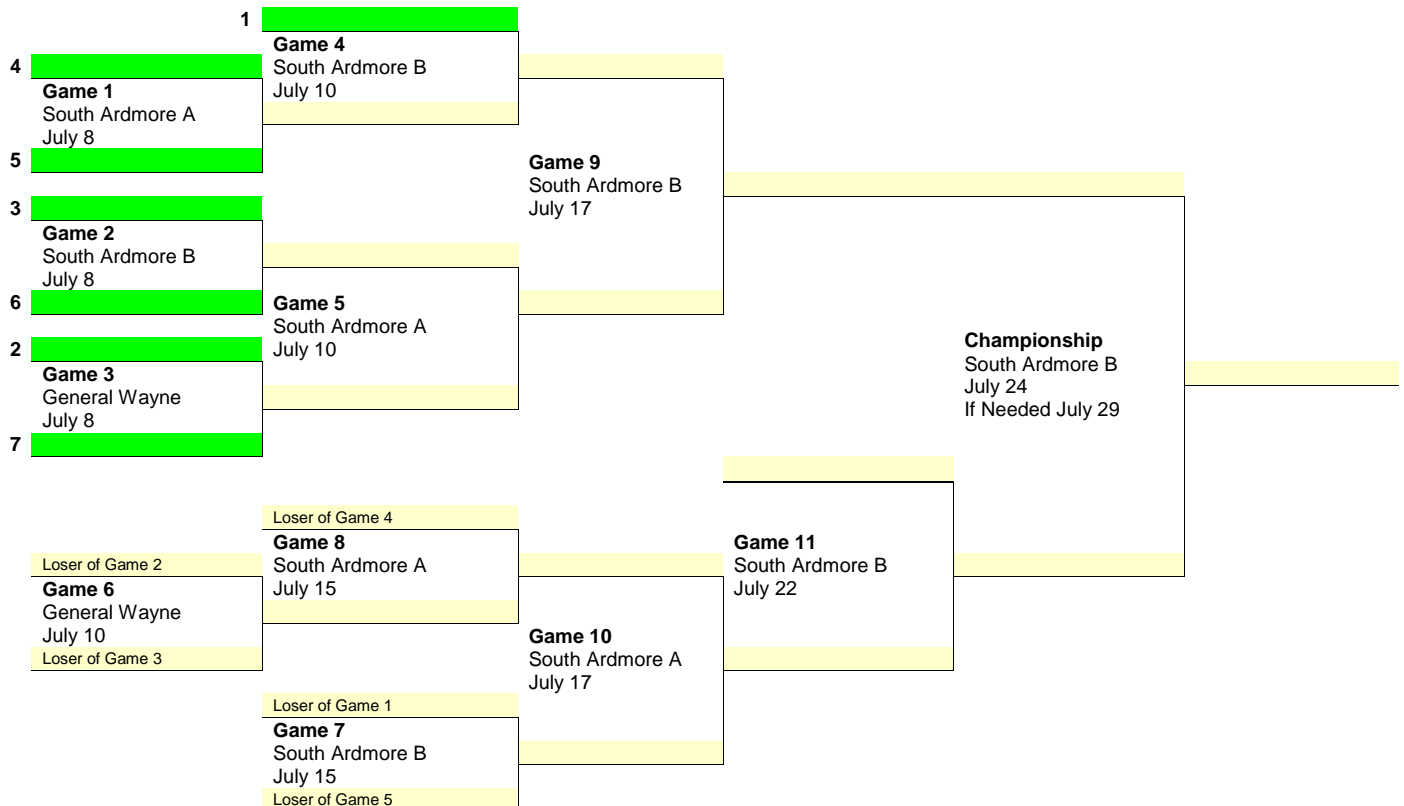 1
Game 4
South Ardmore B
July 10
4
Game 1
South Ardmore A
July 8
5
Game 9
South Ardmore B
July 17
3
Game 2
South Ardmore B
July 8
6
Game 5
South Ardmore A
July 10
2
Game 3
General Wayne
July 8
7
Championship
South Ardmore B
July 24
If Needed July 29
Loser of Game 4
Game 8
South Ardmore A
July 15
Loser of Game 2
Game 6
General Wayne
July 10
Loser of Game 3
Game 11
South Ardmore B
July 22
Game 10
South Ardmore A
July 17
Loser of Game 1
Game 7
South Ardmore B
July 15
Loser of Game 5